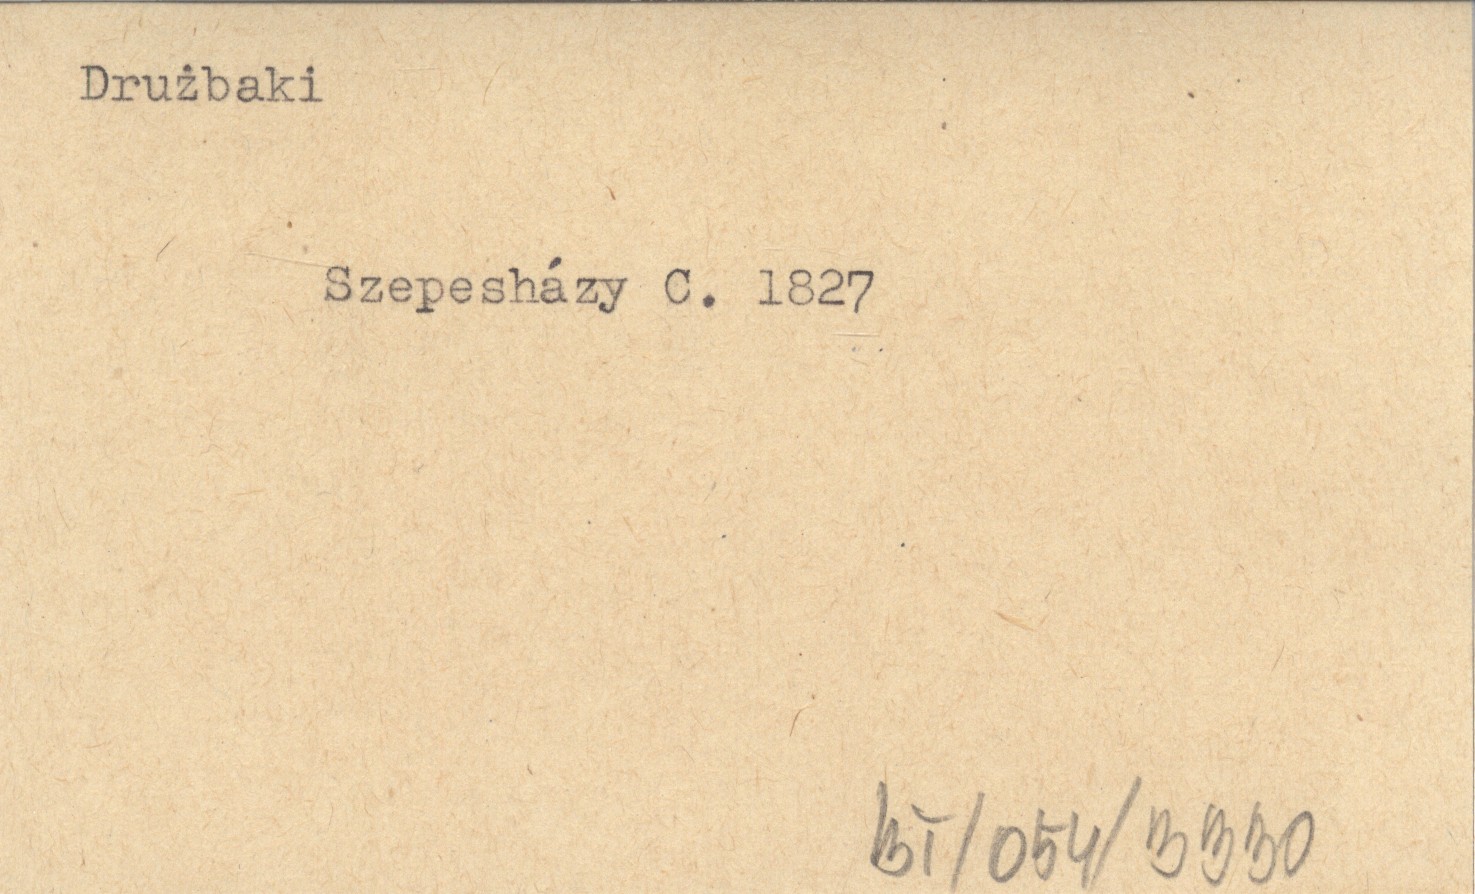 Drużbaki
Szepesházy C. 1827
BI/054/3330